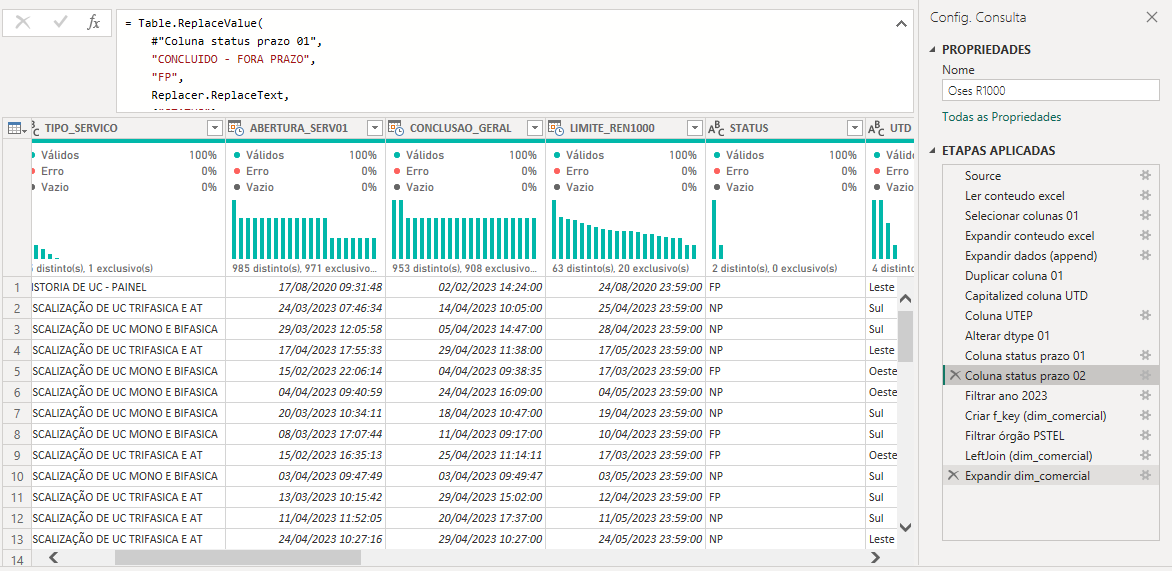 fx
= Table.ReplaceValue(
#"Coluna status prazo 01",
"CONCLUIDO - FORA PRAZO",
"FP",
Replacer.ReplaceText,
TIPO_SERVICO ABERTURA_SERV01 CONCLUSAO_GERAL LIMITE_REN1000 ABC STATUS ABC UTD
Válidos 100% Válidos 100% Válidos 100% Válidos 100% Válidos 100% Válidos
Erro 0% Erro 0% Erro 0% Erro 0% Erro 0% Erro
Vazio 0% Vazio 0% Vazio 0% Vazio 0% Vazio 0% Vazio
distinto(s), 1 exclusivo(s) 985 distinto(s), 971 exclusivo... 953 distinto(s), 908 exclusivo... 63 distinto(s), 20 exclusivo(s) 2 distinto(s), 0 exclusivo(s) 4 distint
1 ISTORIA DE UC - PAINEL 17/08/2020 09:31:48 02/02/2023 14:24:00 24/08/2020 23:59:00 FP Leste
2 SCALIZAÇÃO DE UC TRIFASICA E AT 24/03/2023 07:46:34 14/04/2023 10:05:00 25/04/2023 23:59:00 NP Sul
3 SCALIZAÇÃO DE UC MONO E BIFASICA 29/03/2023 12:05:58 05/04/2023 14:47:00 28/04/2023 23:59:00 NP Sul
4 SCALIZAÇÃO DE UC TRIFASICA E AT 17/04/2023 17:55:33 29/04/2023 11:38:00 17/05/2023 23:59:00 NP Leste
5 SCALIZAÇÃO DE UC MONO E BIFASICA 15/02/2023 22:06:14 04/04/2023 09:38:35 17/03/2023 23:59:00 FP Oeste
6 SCALIZAÇÃO DE UC MONO E BIFASICA 04/04/2023 09:40:59 24/04/2023 16:09:00 04/05/2023 23:59:00 NP Oeste
7 SCALIZAÇÃO DE UC MONO E BIFASICA 20/03/2023 10:34:11 18/04/2023 10:47:00 19/04/2023 23:59:00 NP Sul
8 SCALIZAÇÃO DE UC MONO E BIFASICA 08/03/2023 17:07:44 11/04/2023 09:17:00 10/04/2023 23:59:00 FP Sul
9 SCALIZAÇÃO DE UC TRIFASICA E AT 15/02/2023 16:35:13 25/04/2023 11:14:11 17/03/2023 23:59:00 FP Oeste
10 SCALIZAÇÃO DE UC MONO E BIFASICA 03/04/2023 09:47:49 03/04/2023 09:49:47 03/05/2023 23:59:00 NP Sul
11 SCALIZAÇÃO DE UC TRIFASICA E AT 13/03/2023 10:15:42 29/04/2023 15:02:00 12/04/2023 23:59:00 FP Sul
12 SCALIZAÇÃO DE UC TRIFASICA E AT 11/04/2023 11:52:05 20/04/2023 17:37:00 11/05/2023 23:59:00 NP Sul
13 SCALIZAÇÃO DE UC TRIFASICA E AT 24/04/2023 10:27:16 29/04/2023 10:27:00 24/05/2023 23:59:00 NP Leste
14
Config. Consulta
PROPRIEDADES
Nome
Oses R1000
Todas as Propriedades
ETAPAS APLICADAS
Source
Ler conteudo excel
Selecionar colunas 01
Expandir conteudo excel
Expandir dados (append)
Duplicar coluna 01
Capitalized coluna UTD
Coluna UTEP
Alterar dtype 01
Coluna status prazo 01
Coluna status prazo 02
Filtrar ano 2023
Criar f_key (dim_comercial)
Filtrar órgão PSTEL
LeftJoin (dim_comercial)
Expandir dim_comercial